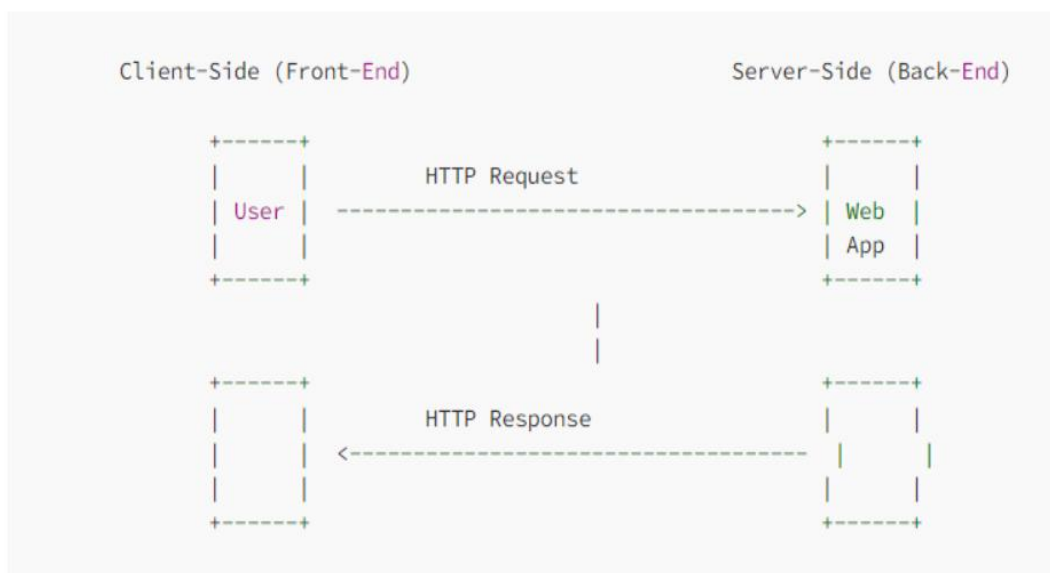 Client-Side (Front-End) Server-Side (Back-End)
+------+ +------+
| | HTTP Request | |
| User | ------------------------------------> | Web |
| | | App |
+------+ +------+
|
|
+------+ +------+
| | HTTP Response | |
| | <------------------------------------ | |
| | | |
+------+ +------+